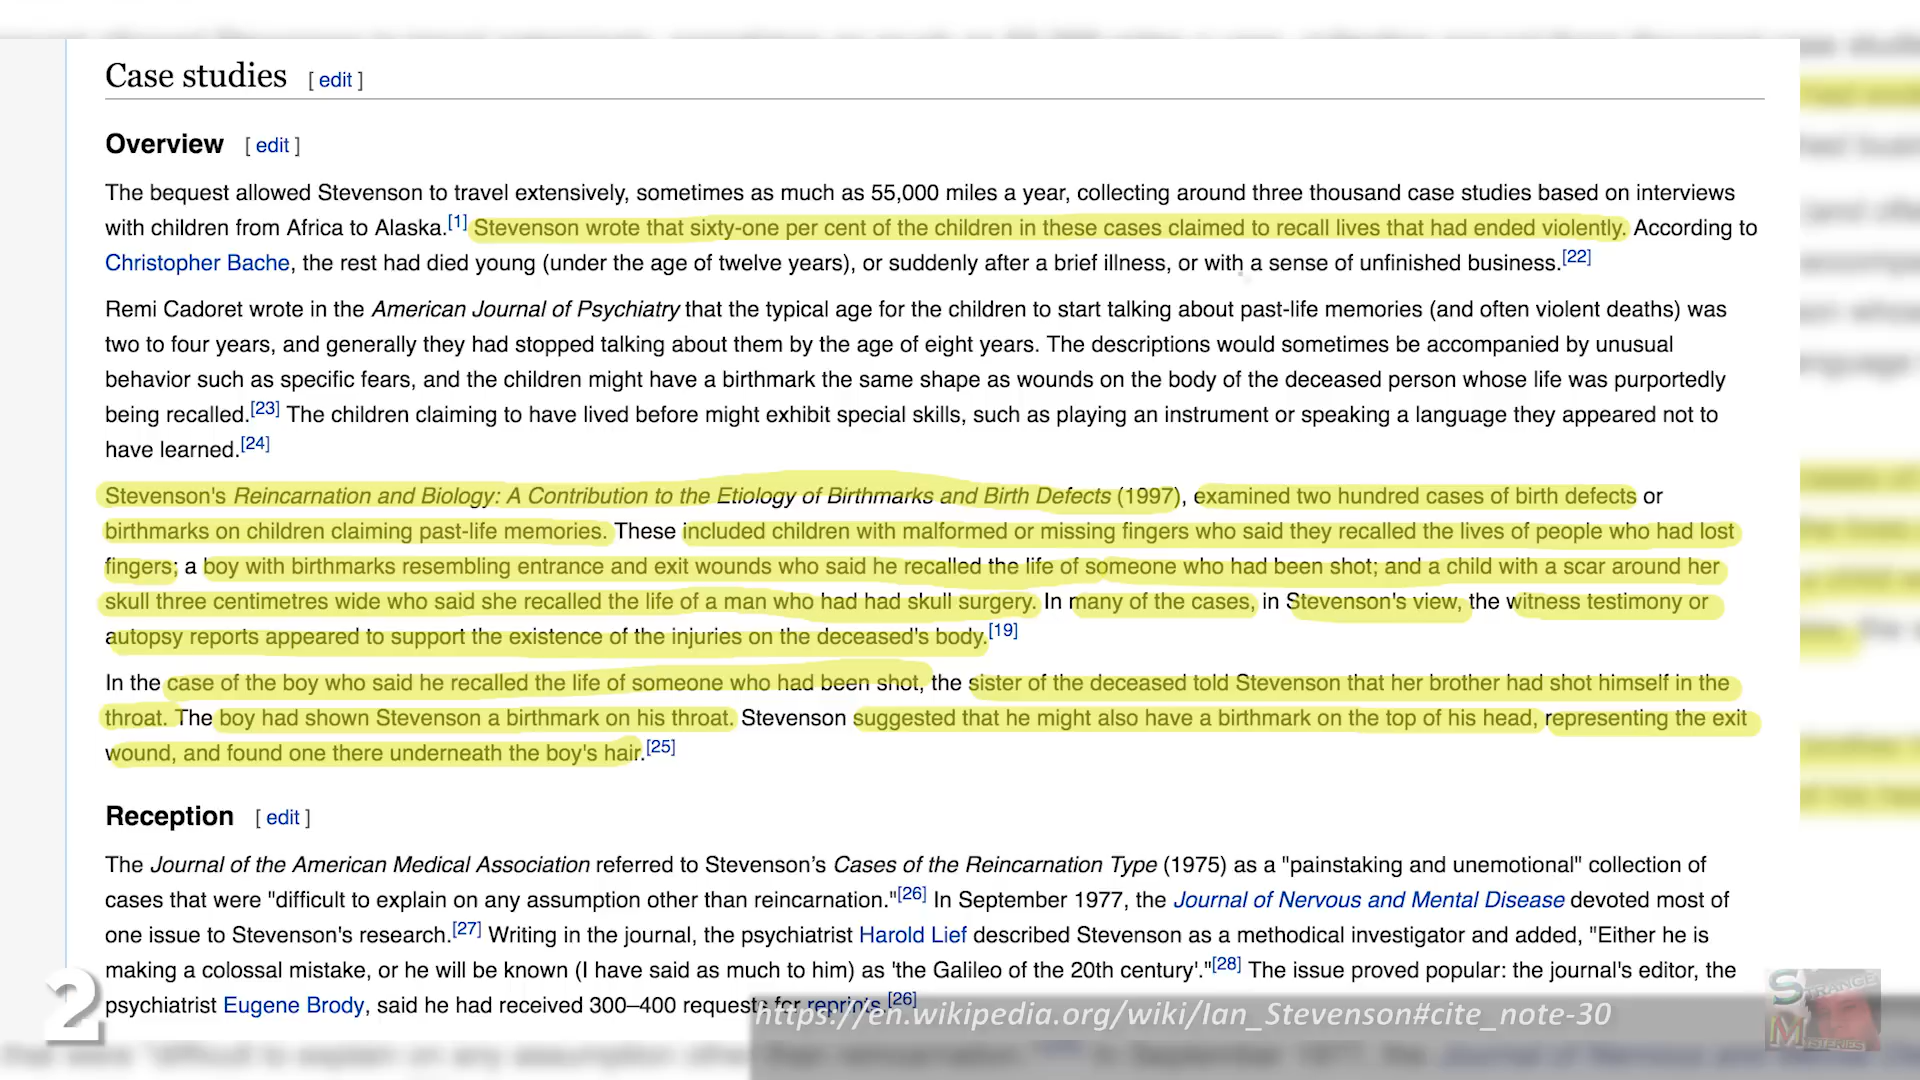 Case studies [ edit ]
Overview [ edit ]
The bequest allowed Stevenson to travel extensively, sometimes as much as 55,000 miles a year, collecting around three thousand case studies based on interviews
with children from Africa to Alaska.[1] Stevenson wrote that sixty-one per cent of the children in these cases claimed to recall lives that had ended violently. According to
Christopher Bache, the rest had died young (under the age of twelve years), or suddenly after a brief illness, or with a sense of unfinished business.[22]
Remi Cadoret wrote in the American Journal of Psychiatry that the typical age for the children to start talking about past-life memories (and often violent deaths) was
two to four years, and generally they had stopped talking about them by the age of eight years. The descriptions would sometimes be accompanied by unusual
behavior such as specific fears, and the children might have a birthmark the same shape as wounds on the body of the deceased person whose life was purportedly
being recalled.[23] The children claiming to have lived before might exhibit special skills, such as playing an instrument or speaking a language they appeared not to
have learned.[24]
Stevenson's Reincarnation and Biology: A Contribution to the Etiology of Birthmarks and Birth Defects (1997), examined two hundred cases of birth defects or
birthmarks on children claiming past-life memories. These included children with malformed or missing fingers who said they recalled the lives of people who had lost
fingers; a boy with birthmarks resembling entrance and exit wounds who said he recalled the life of someone who had been shot; and a child with a scar around her
skull three centimetres wide who said she recalled the life of a man who had had skull surgery. In many of the cases, in Stevenson's view, the witness testimony or
autopsy reports appeared to support the existence of the injuries on the deceased's body.[19]
In the case of the boy who said he recalled the life of someone who had been shot, the sister of the deceased told Stevenson that her brother had shot himself in the
throat. The boy had shown Stevenson a birthmark on his throat. Stevenson suggested that he might also have a birthmark on the top of his head, representing the exit
wound, and found one there underneath the boy's hair.[25]
Reception [ edit ]
The Journal of the American Medical Association referred to Stevenson's Cases of the Reincarnation Type (1975) as a "painstaking and unemotional" collection of
cases that were "difficult to explain on any assumption other than reincarnation."[26] In September 1977, the Journal of Nervous and Mental Disease devoted most of
one issue to Stevenson's research.[27] Writing in the journal, the psychiatrist Harold Lief described Stevenson as a methodical investigator and added, "Either he is
making a colossal mistake, or he will be known (I have said as much to him) as 'the Galileo of the 20th century'."[28] The issue proved popular: the journal's editor, the
psychiatrist Eugene Brody, said he had received 300–400 requests for reprints.[26]
2
https://en.wikipedia.org/wiki/Ian_Stevenson#cite_note-30
STRANGE
MYSTERIES